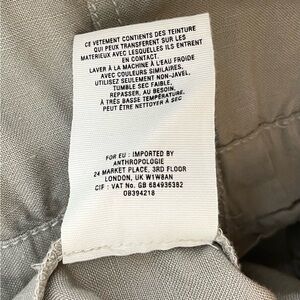 CE VETEMENT CONTIENT DES TEINTURE
QUI PEUX TRANSFERENT SUR LES
MATERIAUX AVEC LESQUELLES ILS ENTRENT
EN CONTACT.
LAVER À LA MACHINE À L'EAU FROIDE
AVEC COULEURS SIMILAIRES,
UTILISEZ SEULEMENT NON-JAVEL,
TUMBLE SEC FAIBLE,
REPASSER, AU BESOIN,
À TRÈS BASSE TEMPÉRATURE,
PEUT ÊTRE NETTOYER À SEC
FOR EU : IMPORTED BY
ANTHROPOLOGIE
24 MARKET PLACE, 3RD FLOOR
LONDON, UK W1W8AN
CIF : VAT No. GB 684936382
OB394218